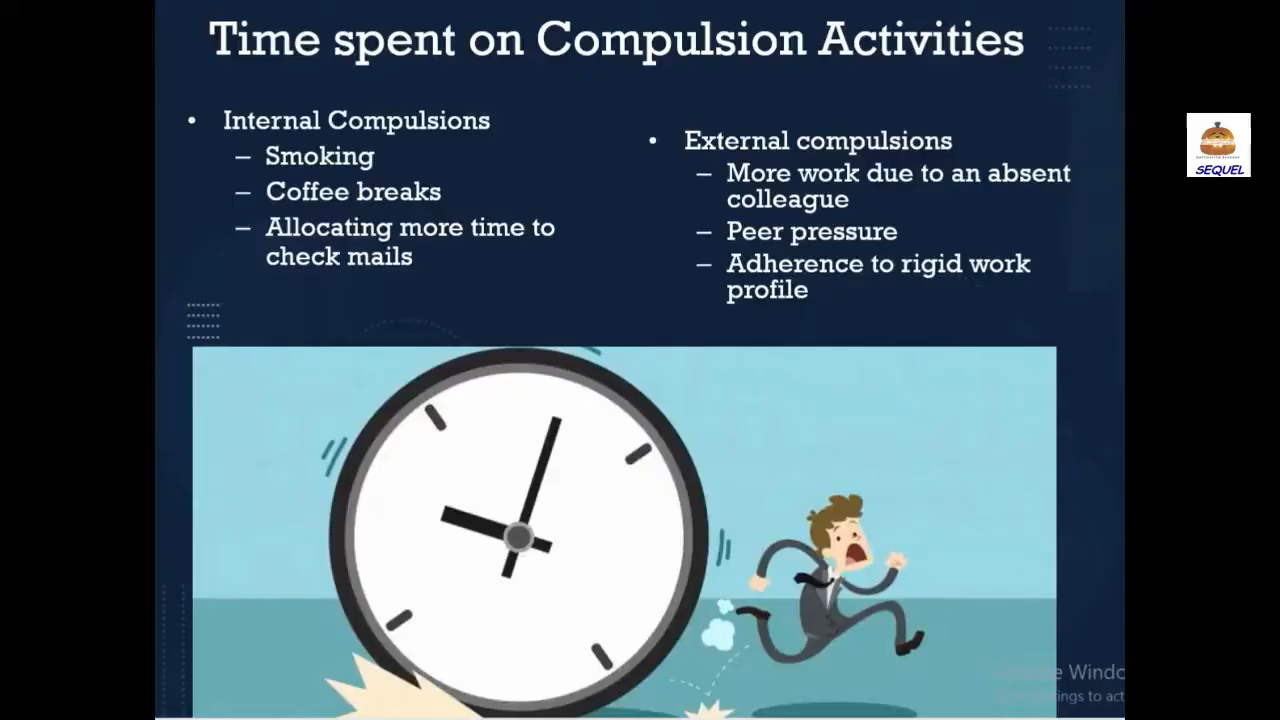 Time spent on Compulsion Activities
• Internal Compulsions
– Smoking
– Coffee breaks
– Allocating more time to
check mails
• External compulsions
– More work due to an absent
colleague
– Peer pressure
– Adherence to rigid work
profile
SEQUEL